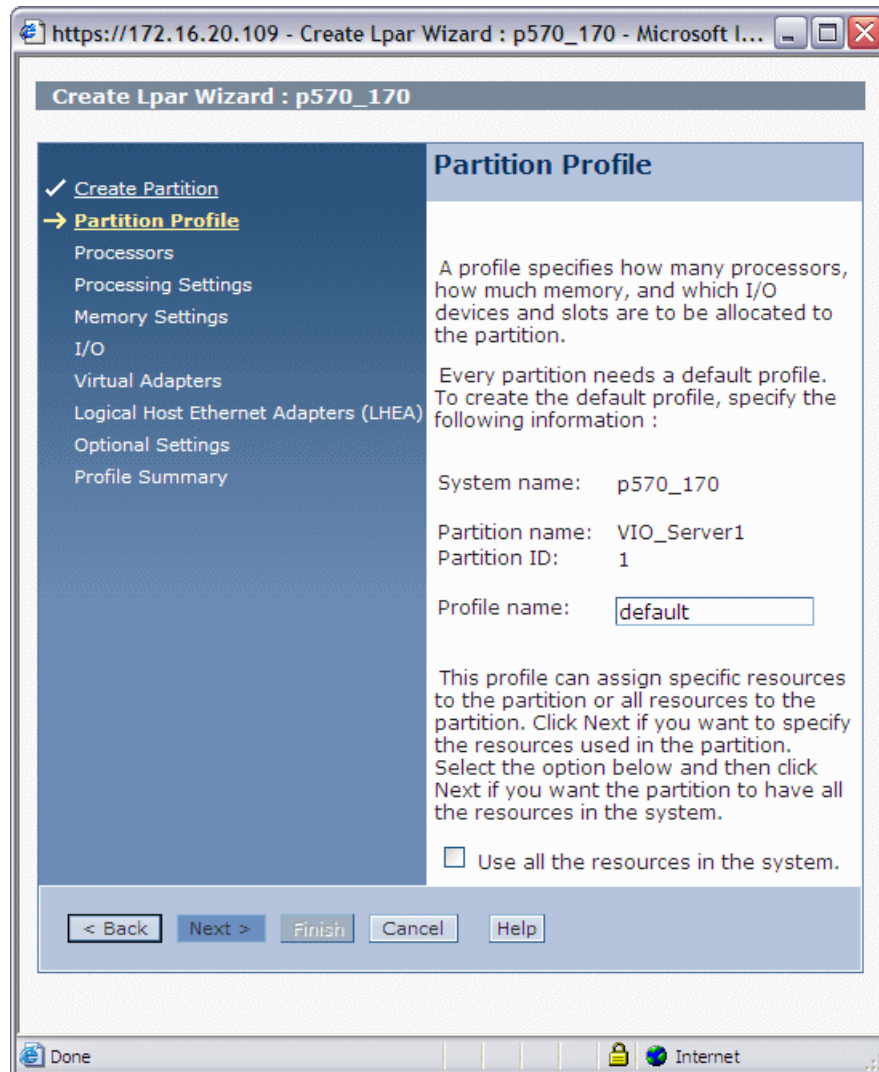 https://172.16.20.109 - Create Lpar Wizard : p570_170 - Microsoft I...
Create Lpar Wizard : p570_170
Create Partition
Partition Profile
Processors
Processing Settings
Memory Settings
I/O
Virtual Adapters
Logical Host Ethernet Adapters (LHEA)
Optional Settings
Profile Summary
Partition Profile
A profile specifies how many processors,
how much memory, and which I/O
devices and slots are to be allocated to
the partition.
Every partition needs a default profile.
To create the default profile, specify the
following information :
System name: p570_170
Partition name: VIO_Server1
Partition ID: 1
Profile name: default
This profile can assign specific resources
to the partition or all resources to the
partition. Click Next if you want to specify
the resources used in the partition.
Select the option below and then click
Next if you want the partition to have all
the resources in the system.
Use all the resources in the system.
< Back Next > Finish Cancel Help
Done Internet